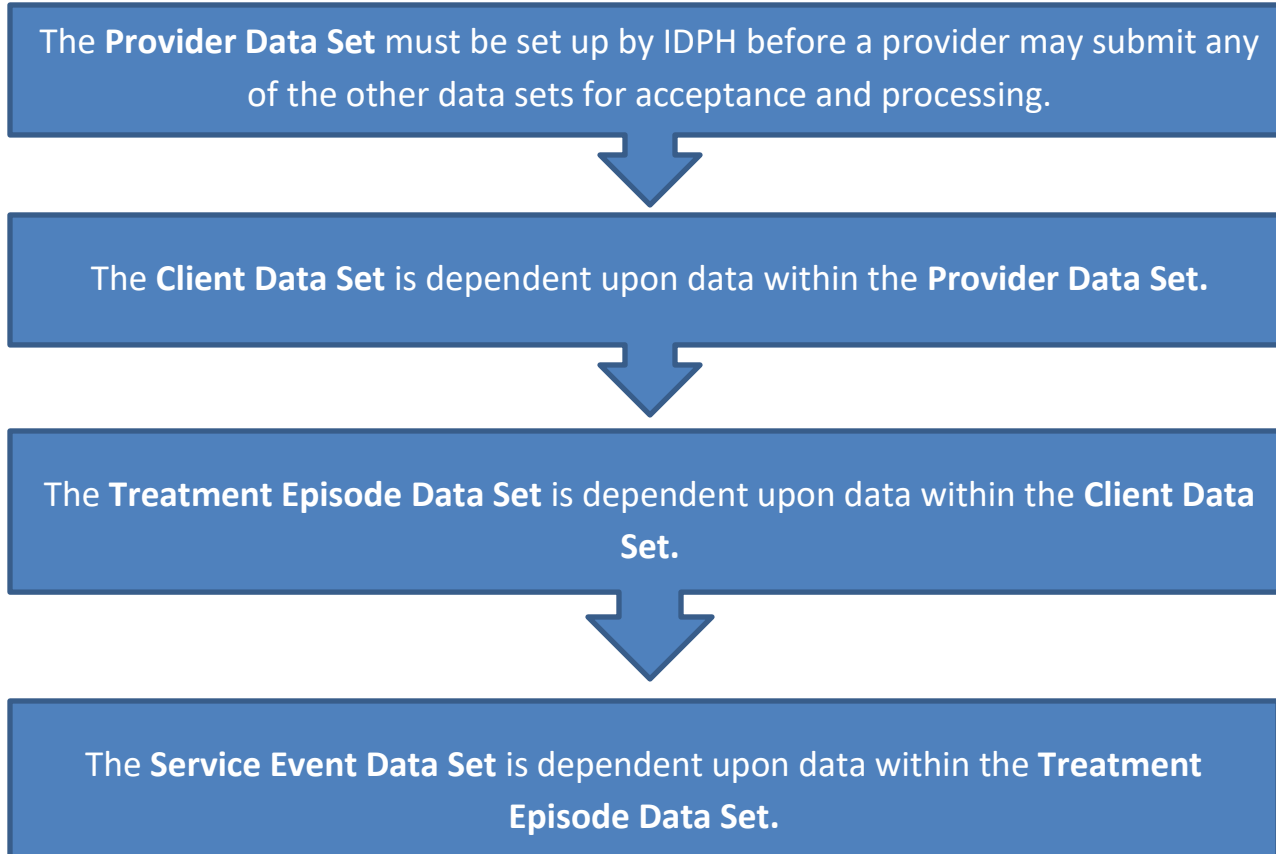 The Provider Data Set must be set up by IDPH before a provider may submit any
of the other data sets for acceptance and processing.
The Client Data Set is dependent upon data within the Provider Data Set.
The Treatment Episode Data Set is dependent upon data within the Client Data
Set.
The Service Event Data Set is dependent upon data within the Treatment
Episode Data Set.